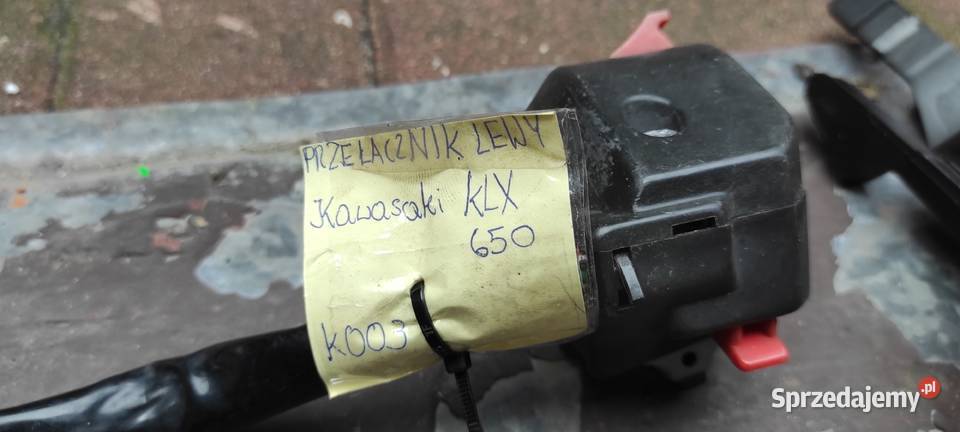 PRZEŁĄCZNIK LEWY
Kawasaki KLX
650
K003
Sprzedajemy.pl